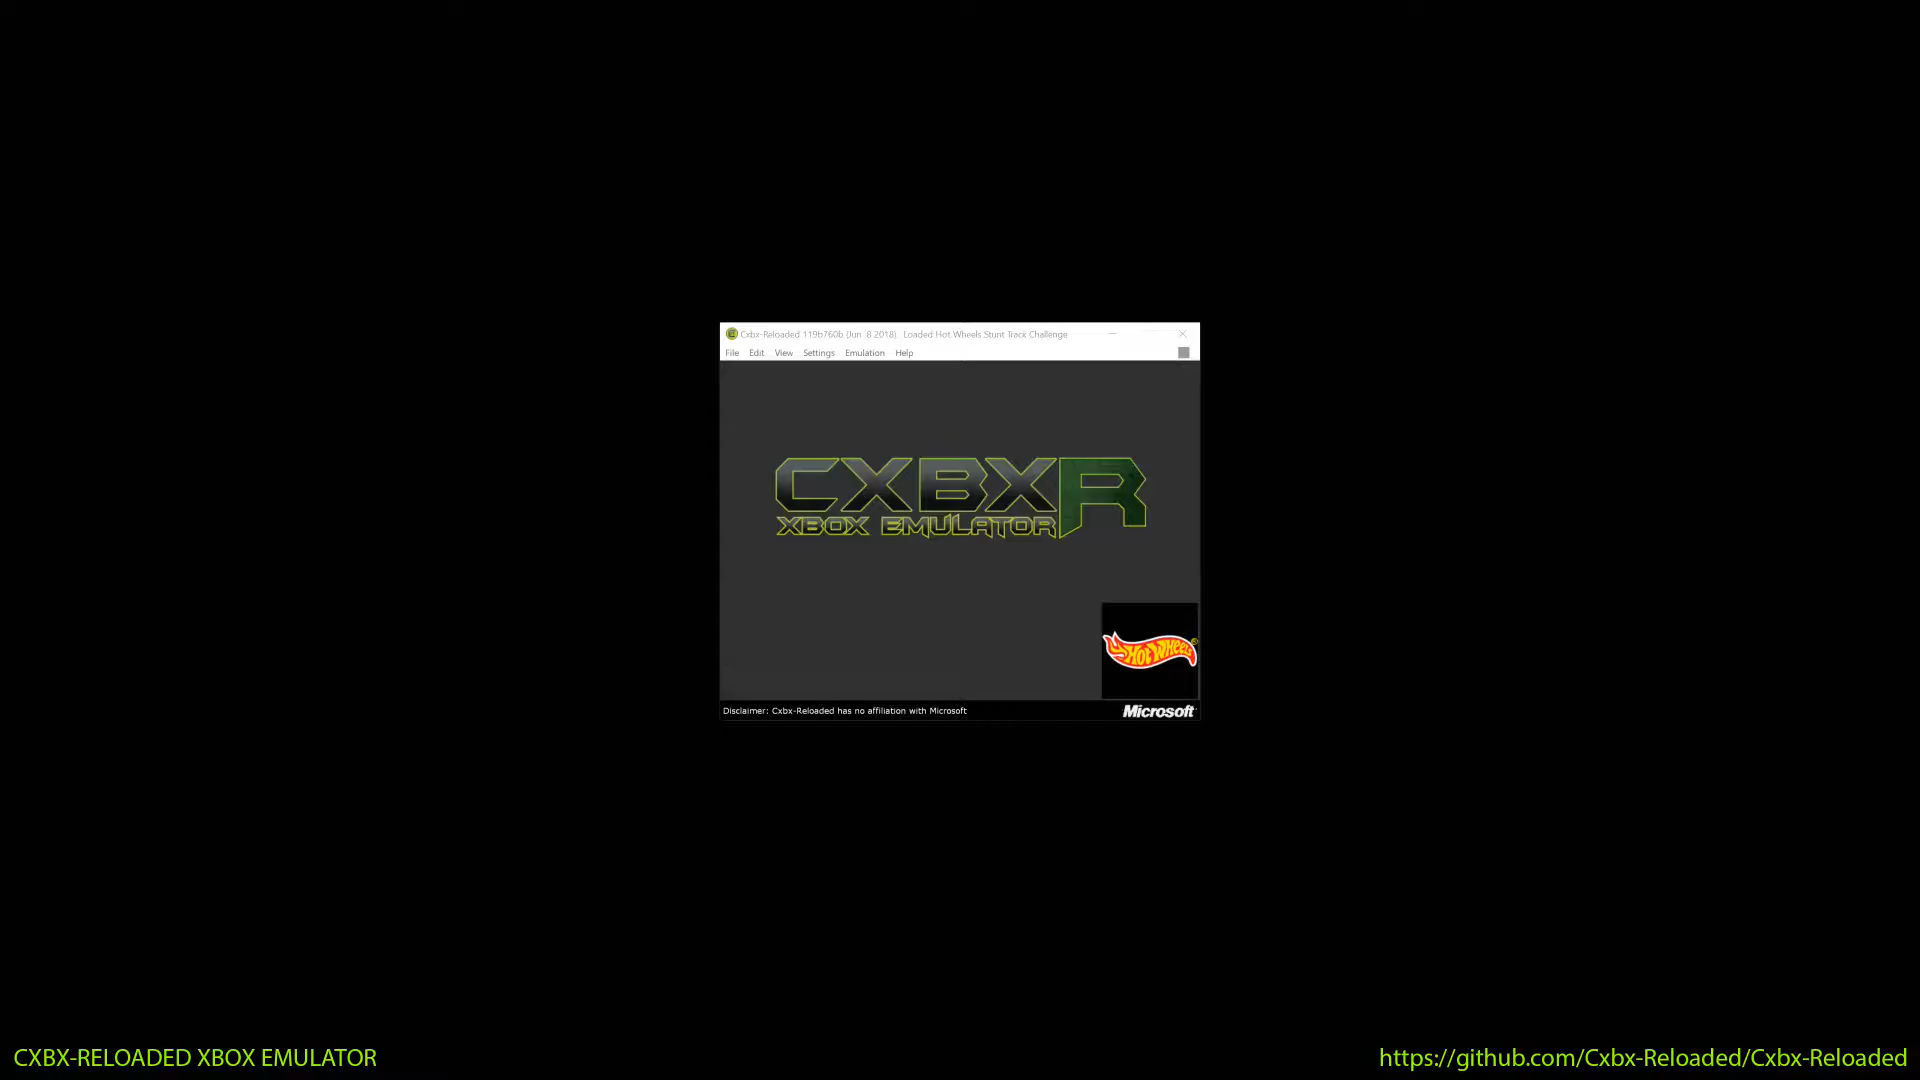 Cxbx-Reloaded 119b760b (Jun  8 2018) : Loaded Hot Wheels Stunt Track Challenge
File Edit View Settings Emulation Help
CXBXR
XBOX EMULATOR
Hot Wheels
Disclaimer: Cxbx-Reloaded has no affiliation with Microsoft
Microsoft
CXBX-RELOADED XBOX EMULATOR
https://github.com/Cxbx-Reloaded/Cxbx-Reloaded